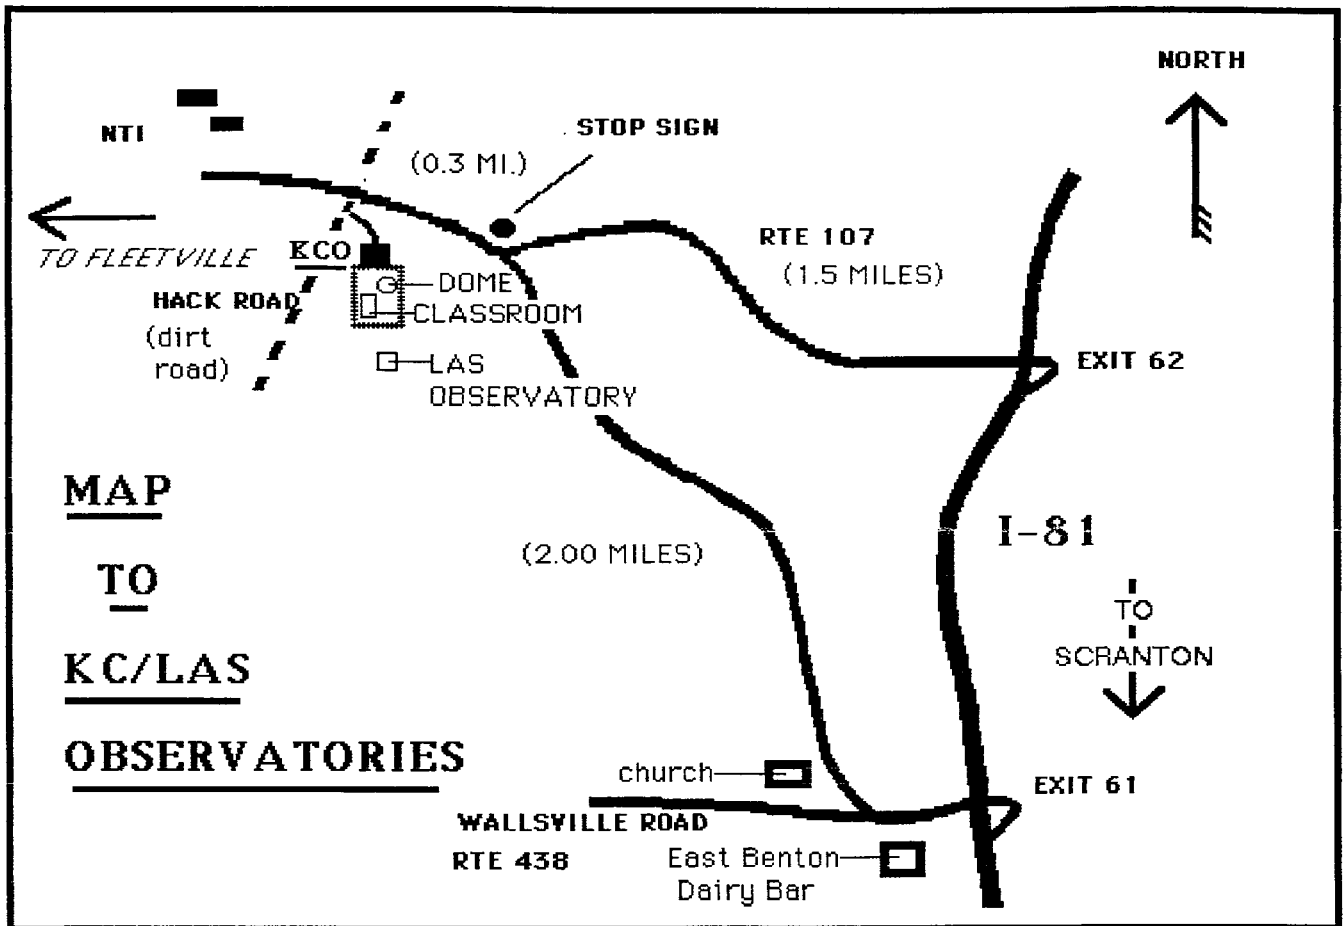 NORTH
STOP SIGN
NTI
(0.3 MI.)
RTE 107
(1.5 MILES)
TO FLEETVILLE
KCO
DOME
HACK ROAD
CLASSROOM
(dirt
road)
LAS
OBSERVATORY
EXIT 62
MAP
TO
KC/LAS
OBSERVATORIES
(2.00 MILES)
I-81
TO
SCRANTON
church
EXIT 61
WALLSVILLE ROAD
RTE 438
East Benton
Dairy Bar